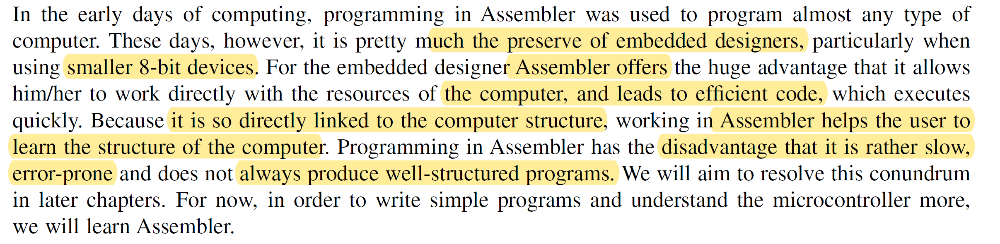 In the early days of computing, programming in Assembler was used to program almost any type of
computer. These days, however, it is pretty much the preserve of embedded designers, particularly when
using smaller 8-bit devices. For the embedded designer Assembler offers the huge advantage that it allows
him/her to work directly with the resources of the computer, and leads to efficient code, which executes
quickly. Because it is so directly linked to the computer structure, working in Assembler helps the user to
learn the structure of the computer. Programming in Assembler has the disadvantage that it is rather slow,
error-prone and does not always produce well-structured programs. We will aim to resolve this conundrum
in later chapters. For now, in order to write simple programs and understand the microcontroller more,
we will learn Assembler.